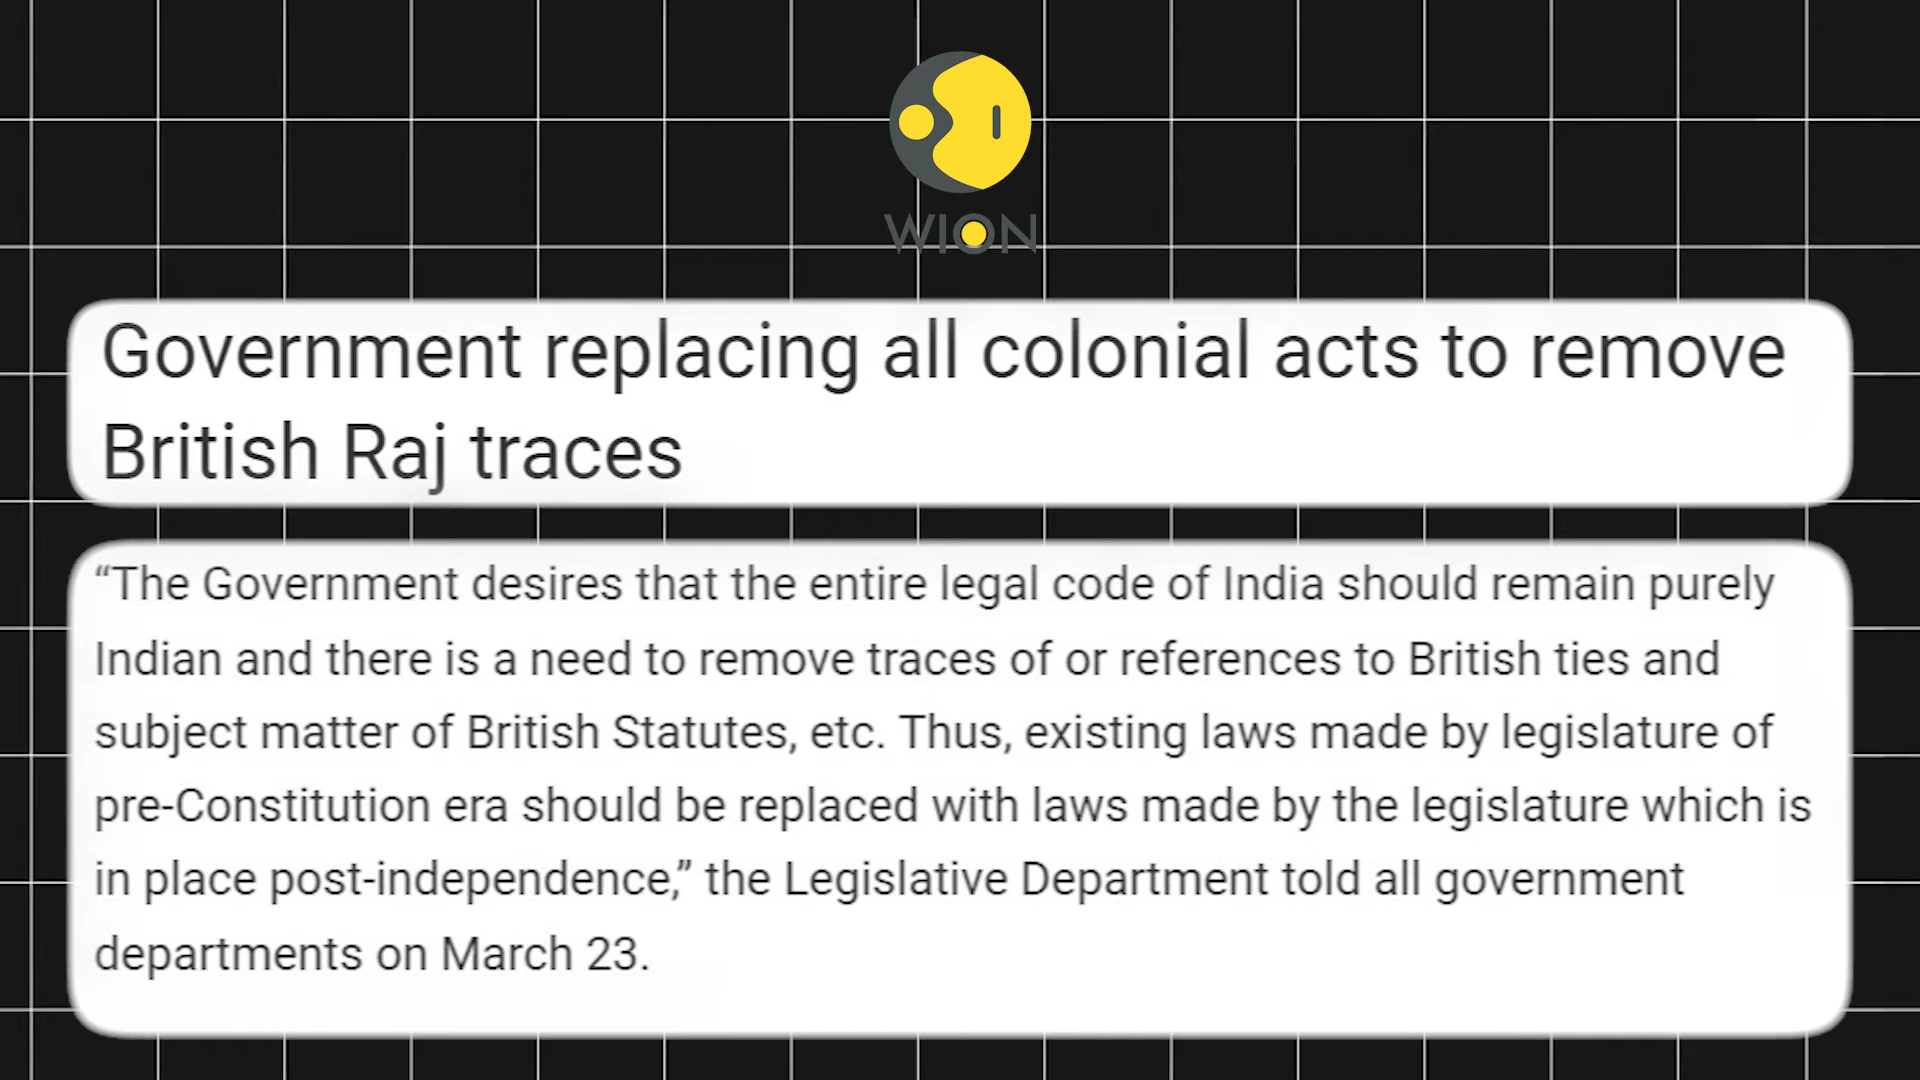 WION
Government replacing all colonial acts to remove
British Raj traces
“The Government desires that the entire legal code of India should remain purely
Indian and there is a need to remove traces of or references to British ties and
subject matter of British Statutes, etc. Thus, existing laws made by legislature of
pre-Constitution era should be replaced with laws made by the legislature which is
in place post-independence,” the Legislative Department told all government
departments on March 23.